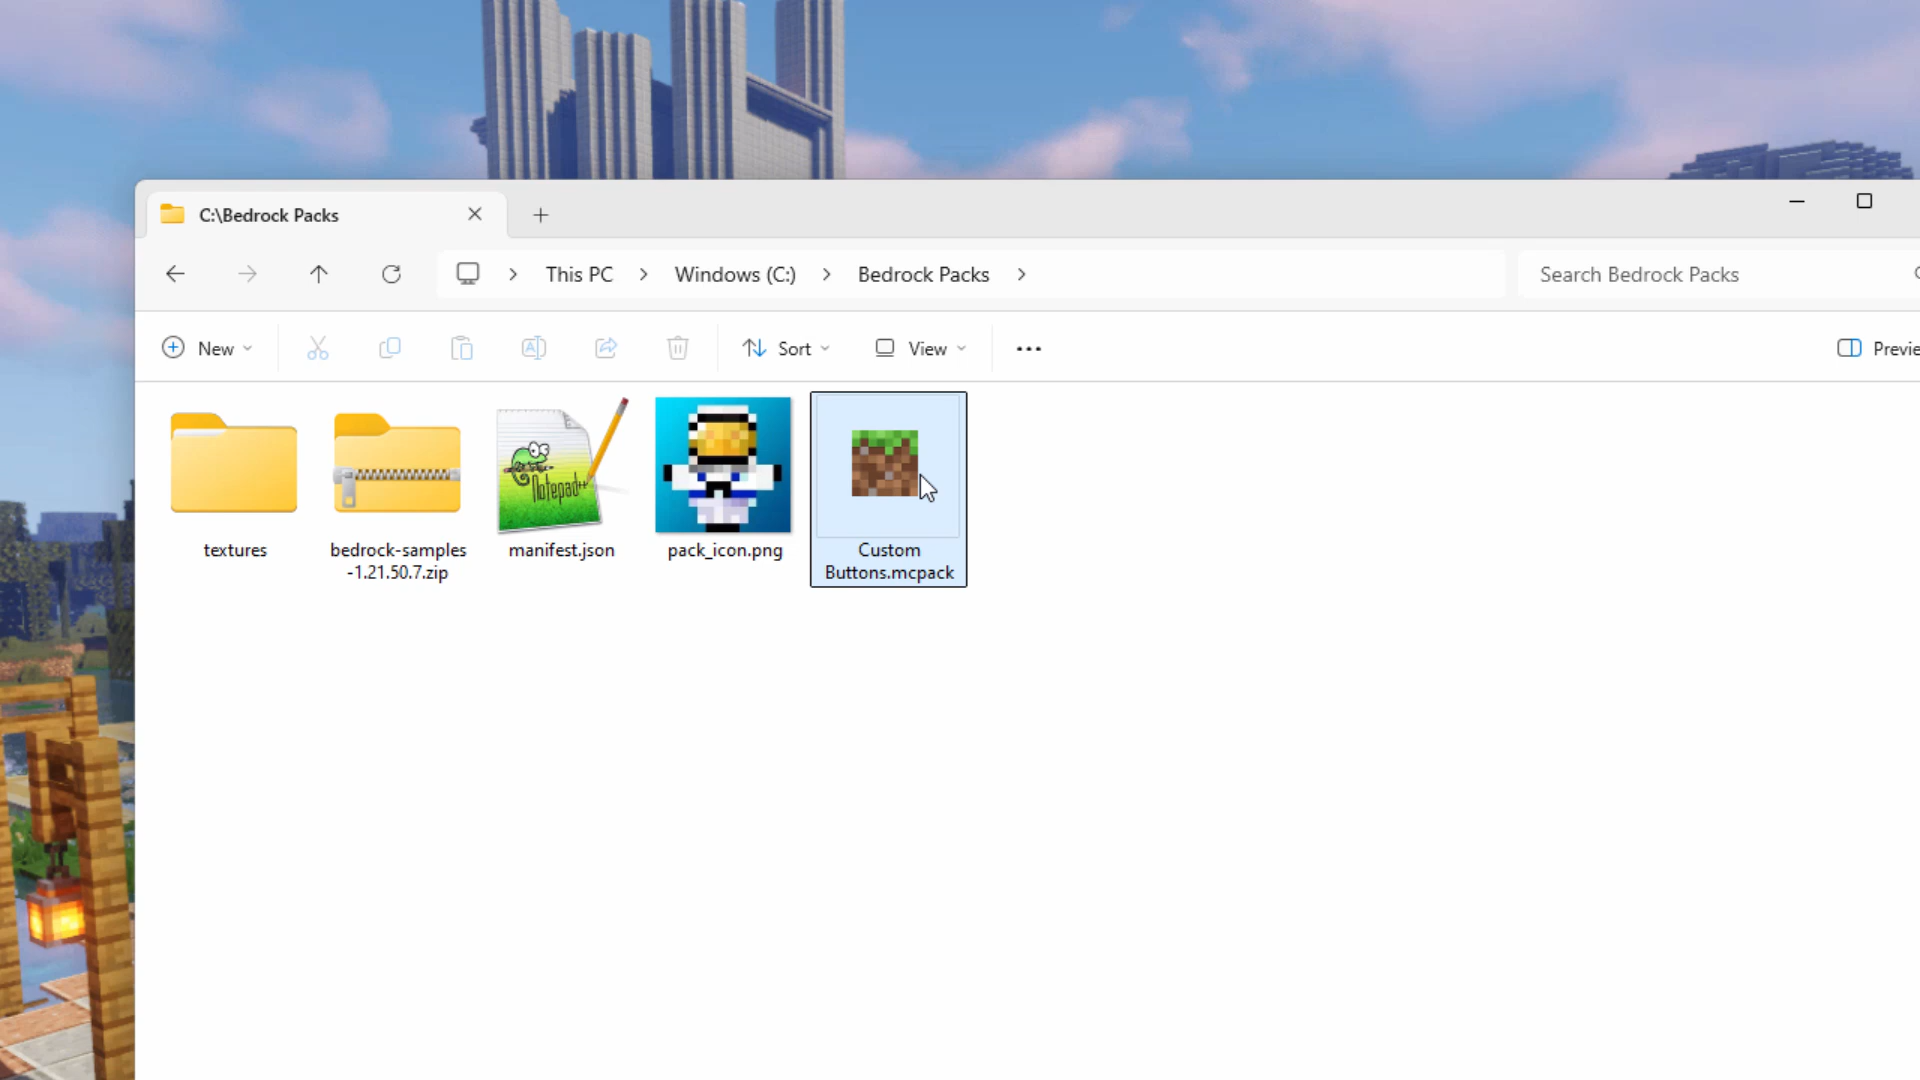 C:\Bedrock Packs
This PC
Windows (C:)
Bedrock Packs
Search Bedrock Packs
New
Sort
View
Previe
Notepad++
textures
bedrock-samples
-1.21.50.7.zip
manifest.json
pack_icon.png
Custom
Buttons.mcpack